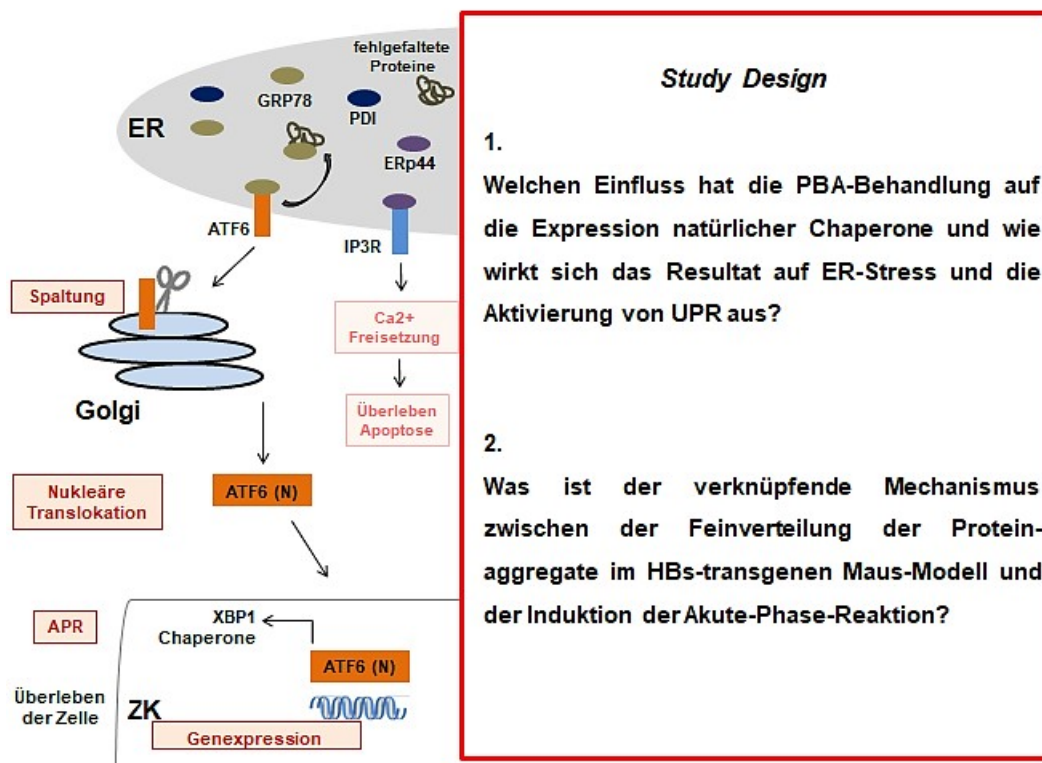 fehlgefaltete
Proteine
GRP78
PDI
ER
ERp44
ATF6
IP3R
Spaltung
Ca2+
Freisetzung
Golgi
Überleben
Apoptose
Nukleäre
Translokation
ATF6 (N)
APR
XBP1
Chaperone
ATF6 (N)
Überleben
der Zelle
ZK
Genexpression
Study Design
1.
Welchen Einfluss hat die PBA-Behandlung auf
die Expression natürlicher Chaperone und wie
wirkt sich das Resultat auf ER-Stress und die
Aktivierung von UPR aus?
2.
Was ist der verknüpfende Mechanismus
zwischen der Feinverteilung der Protein-
aggregate im HBs-transgenen Maus-Modell und
der Induktion der Akute-Phase-Reaktion?